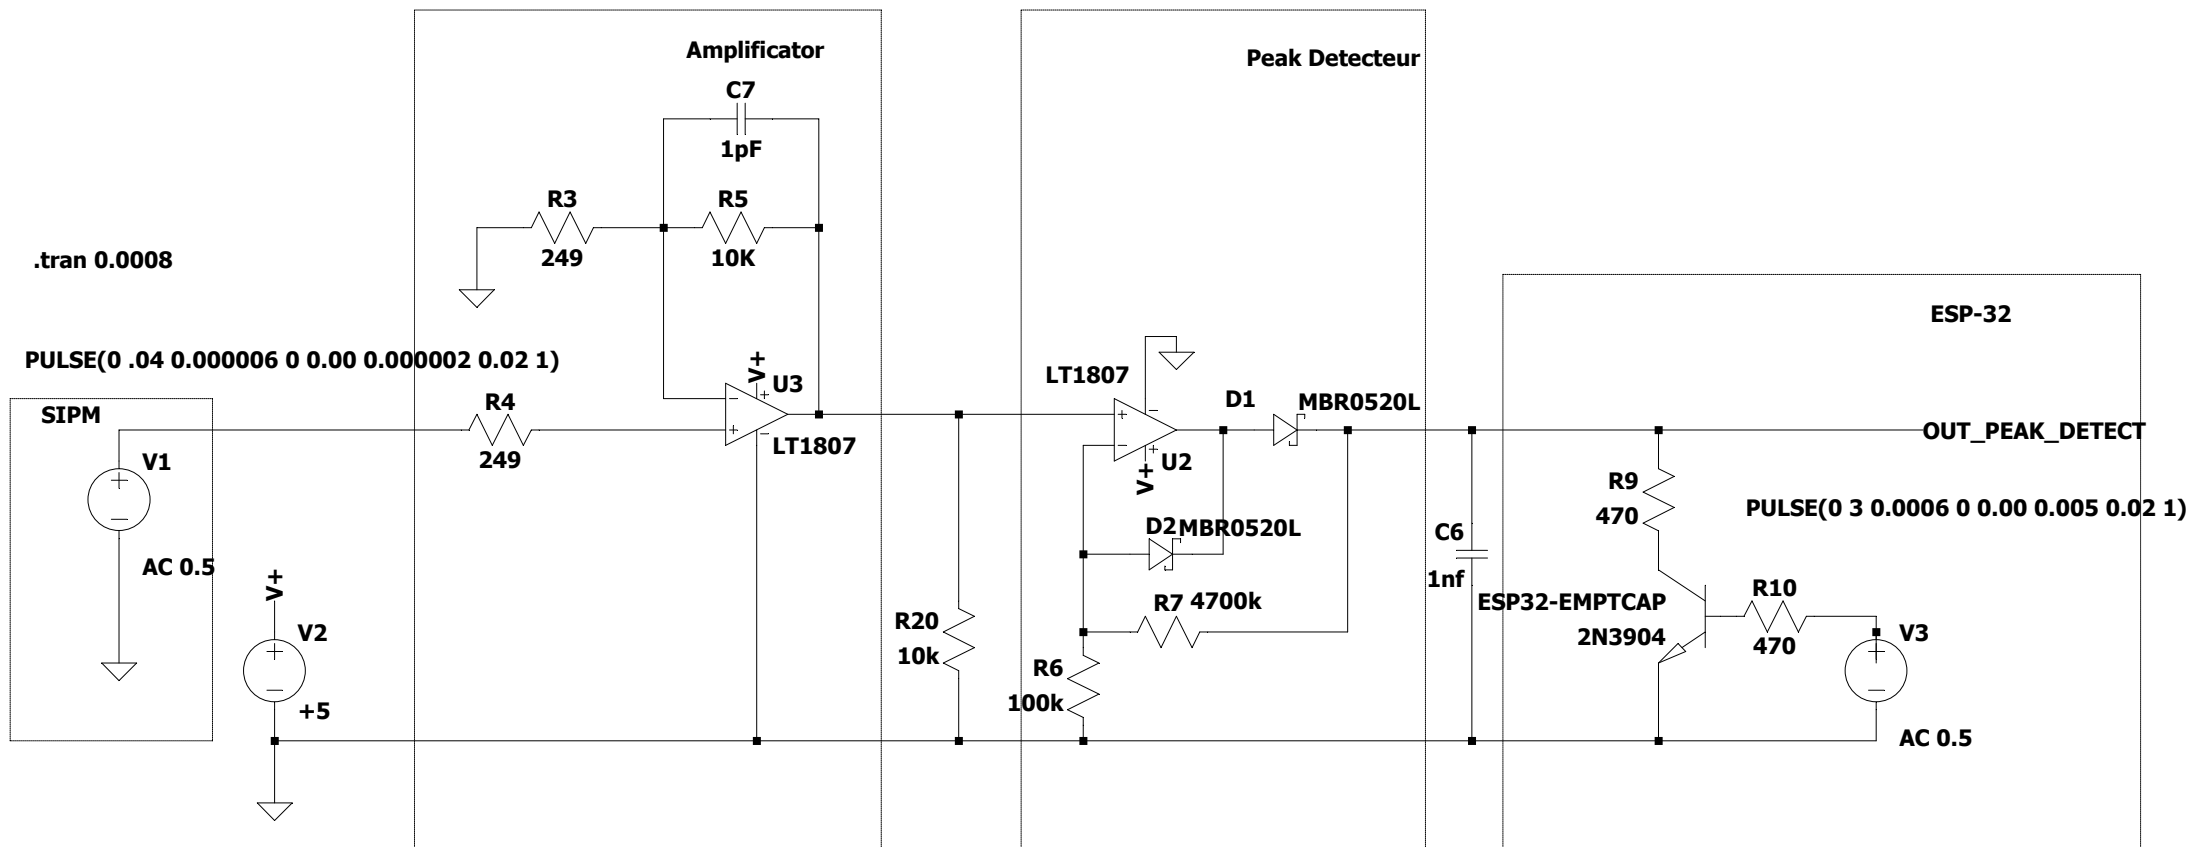 Amplificator
Peak Detecteur
C7
1pF
R3
249
R5
10K
.tran 0.0008
ESP-32
PULSE(0 .04 0.000006 0 0.00 0.000002 0.02 1)
V+
U3
LT1807
SIPM
R4
249
LT1807
D1
MBR0520L
OUT_PEAK_DETECT
V1
U2
V+
R9
470
PULSE(0 3 0.0006 0 0.00 0.005 0.02 1)
D2
MBR0520L
C6
1nf
AC 0.5
V+
R7
4700k
ESP32-EMPTCAP
2N3904
R10
470
V2
+5
R20
10k
V3
R6
100k
AC 0.5